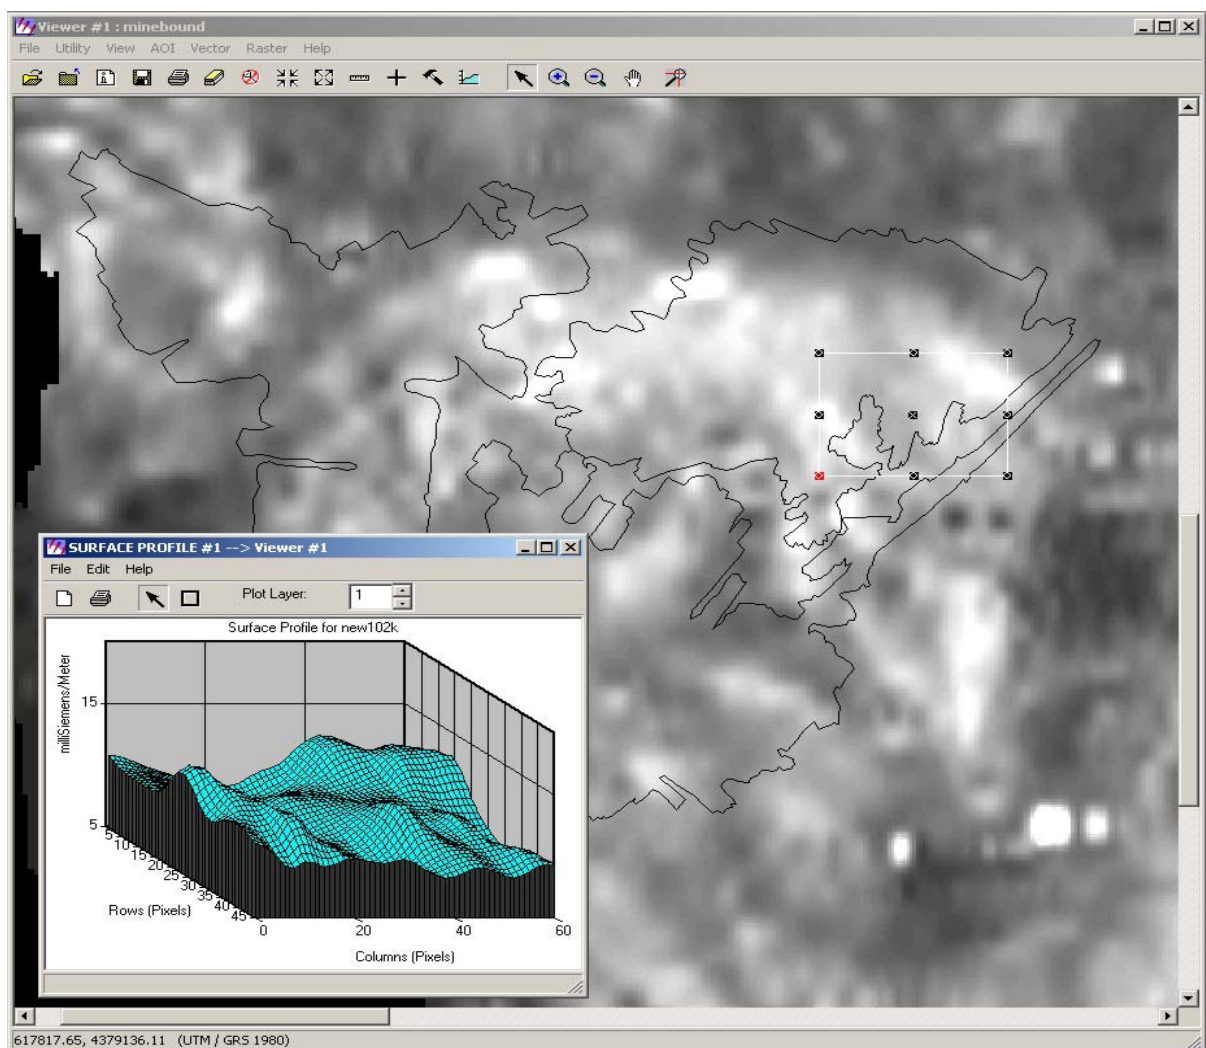 Viewer #1 : minebound
File Utility View AOI Vector Raster Help
SURFACE PROFILE #1 --> Viewer #1
File Edit Help
Plot Layer: 1
Surface Profile for new102k
milliSiemens/Meter
15
5
5
10
15
20
25
30
35
40
45
Rows (Pixels)
0 20 40 60
Columns (Pixels)
617817.65, 4379136.11 (UTM / GRS 1980)